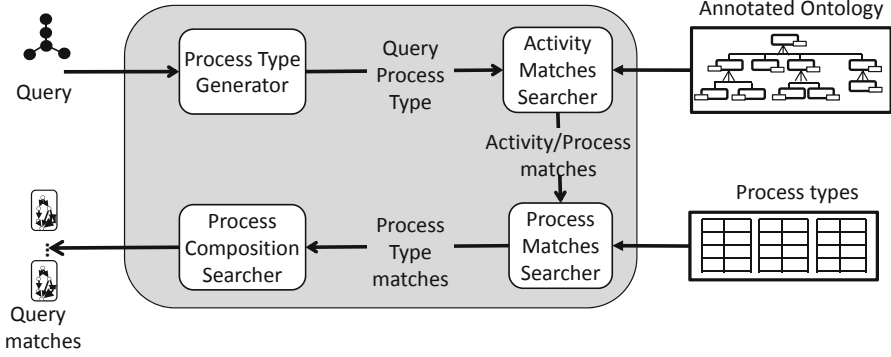 Annotated Ontology
Query
Process Type
Generator
Query
Process
Type
Activity
Matches
Searcher
Activity/Process
matches
Process types
Process
Composition
Searcher
Process
Type
matches
Process
Matches
Searcher
Query
matches